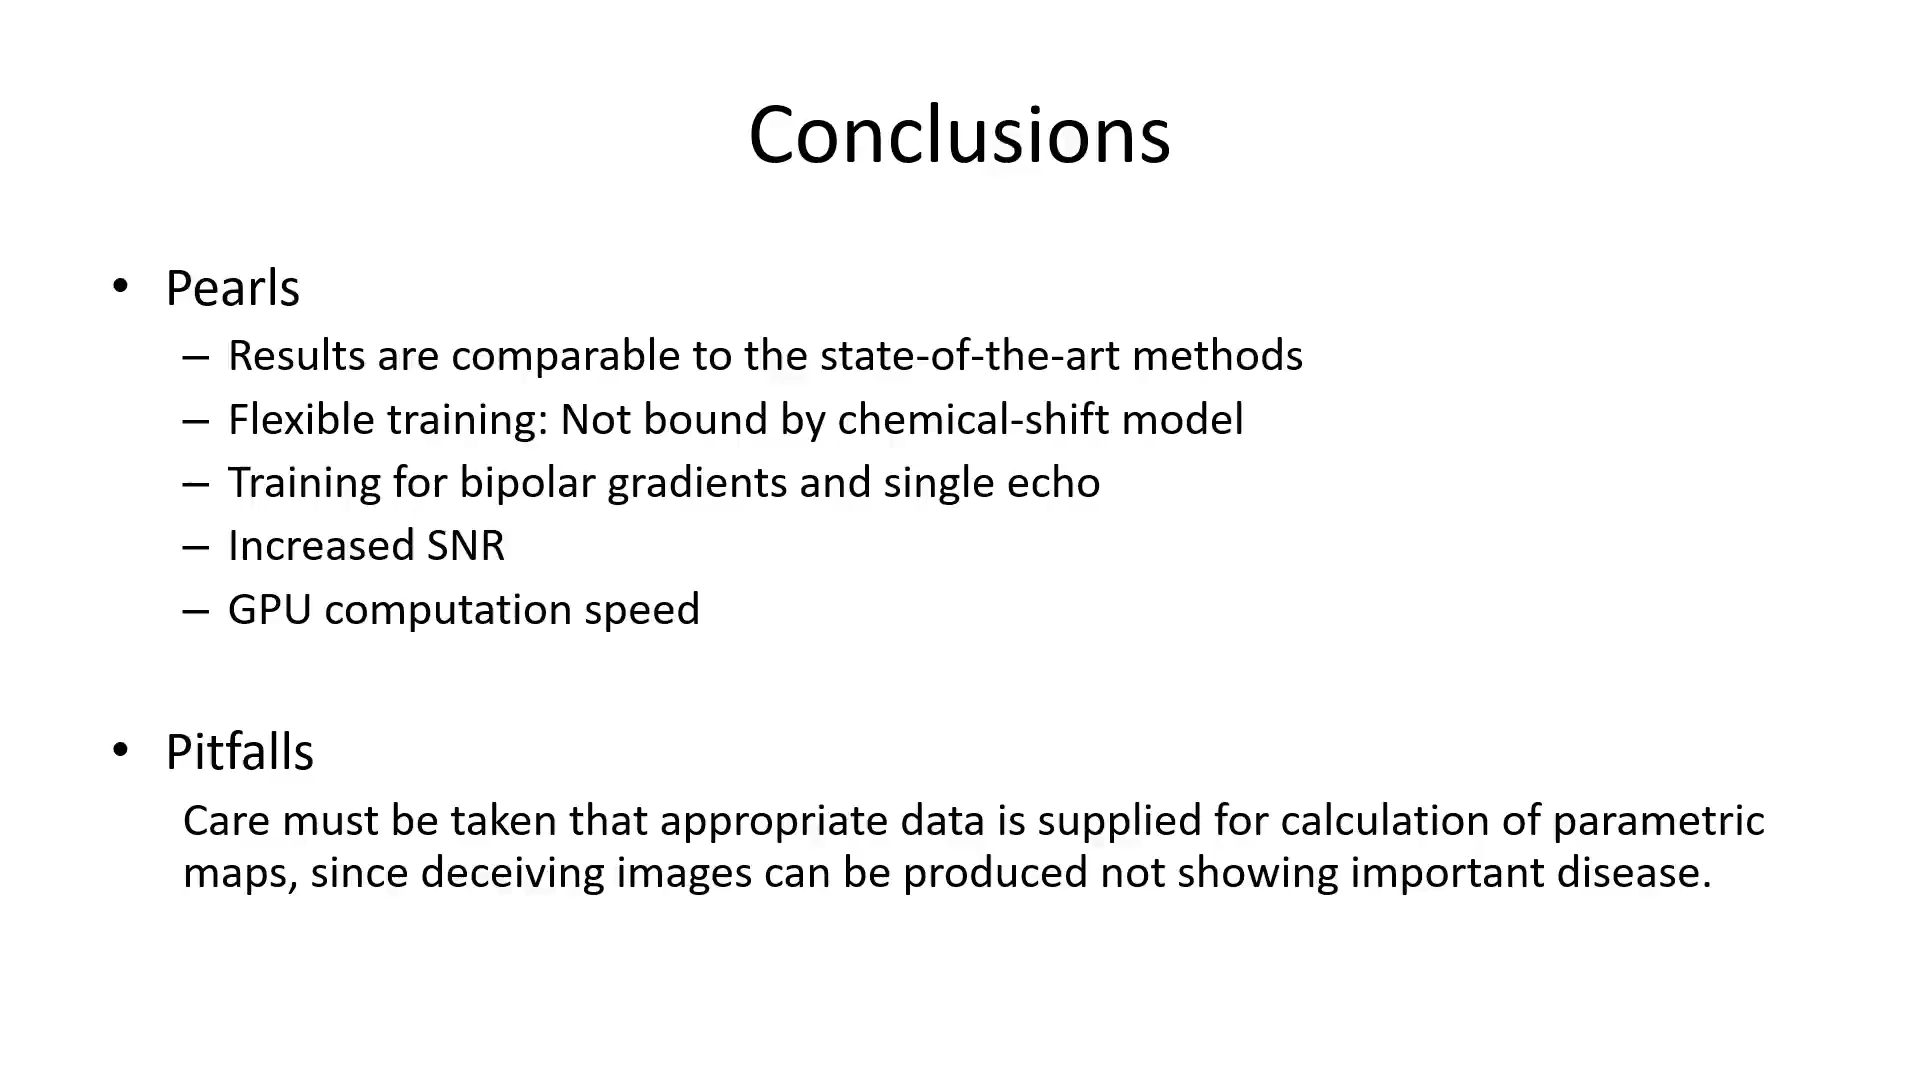 Conclusions
• Pearls
– Results are comparable to the state-of-the-art methods
– Flexible training: Not bound by chemical-shift model
– Training for bipolar gradients and single echo
– Increased SNR
– GPU computation speed
• Pitfalls
Care must be taken that appropriate data is supplied for calculation of parametric
maps, since deceiving images can be produced not showing important disease.